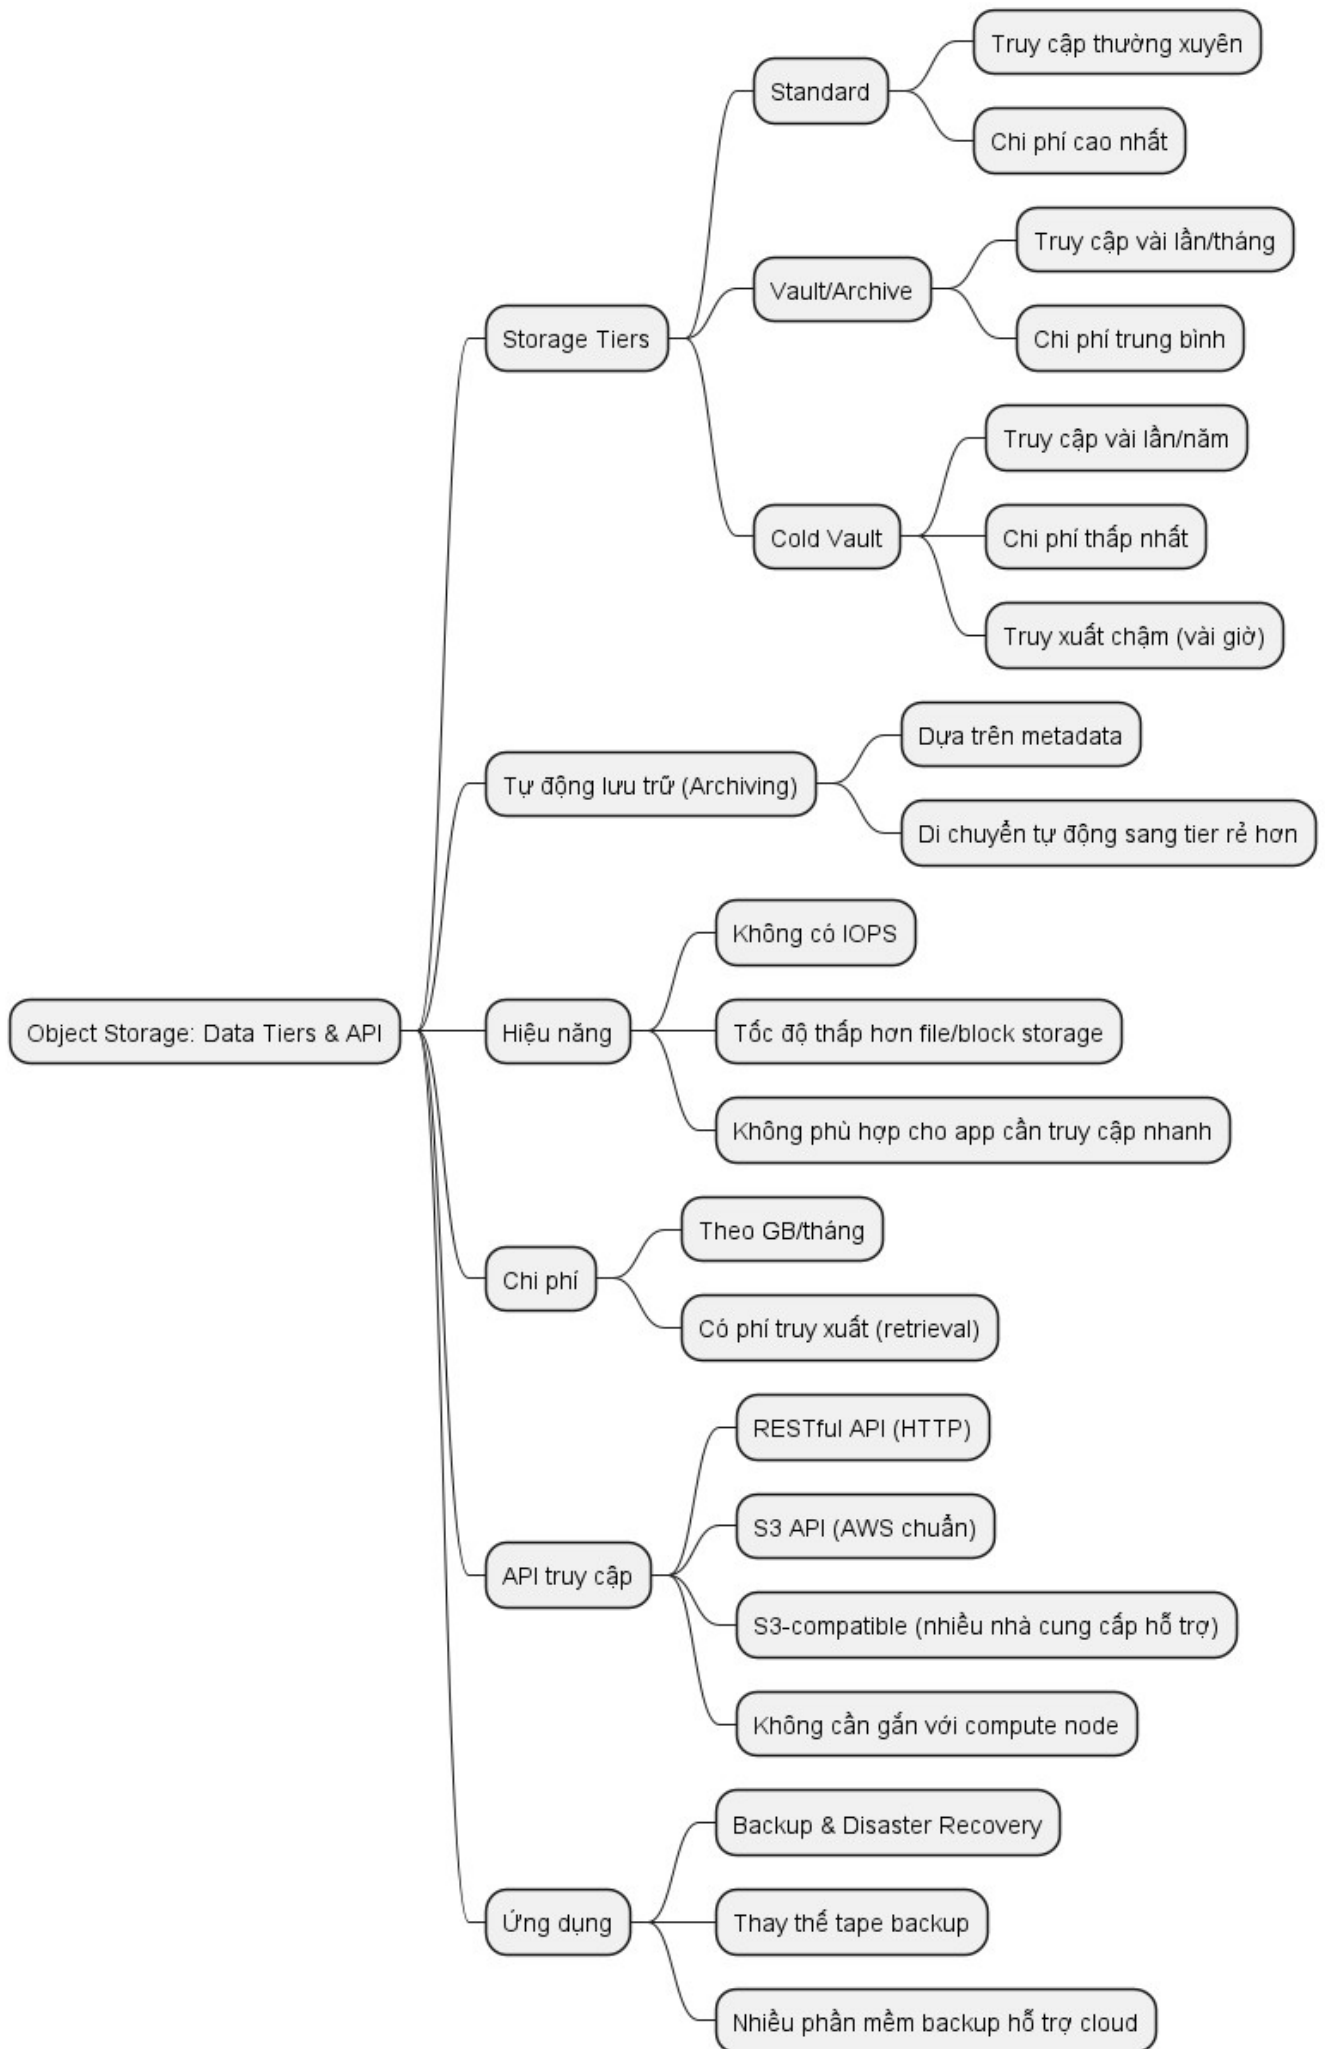 Object Storage: Data Tiers & API
Storage Tiers
Standard
Truy cập thường xuyên
Chi phí cao nhất
Vault/Archive
Truy cập vài lần/tháng
Chi phí trung bình
Cold Vault
Truy cập vài lần/năm
Chi phí thấp nhất
Truy xuất chậm (vài giờ)
Tự động lưu trữ (Archiving)
Dựa trên metadata
Di chuyển tự động sang tier rẻ hơn
Hiệu năng
Không có IOPS
Tốc độ thấp hơn file/block storage
Không phù hợp cho app cần truy cập nhanh
Chi phí
Theo GB/tháng
Có phí truy xuất (retrieval)
API truy cập
RESTful API (HTTP)
S3 API (AWS chuẩn)
S3-compatible (nhiều nhà cung cấp hỗ trợ)
Không cần gắn với compute node
Ứng dụng
Backup & Disaster Recovery
Thay thế tape backup
Nhiều phần mềm backup hỗ trợ cloud